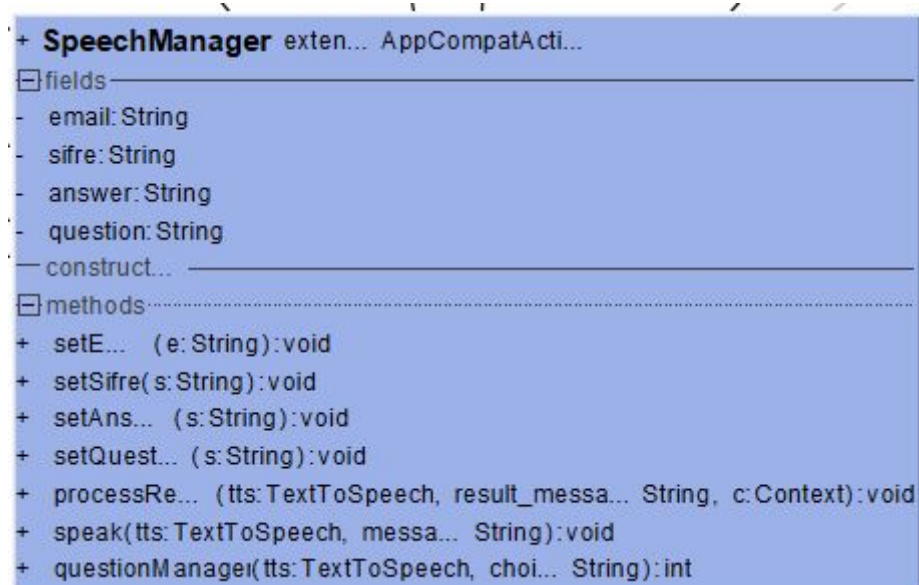 + SpeechManager exten... AppCompatActi...
fields
- email: String
- sifre: String
- answer: String
- question: String
construct...
methods
+ setE... (e: String):void
+ setSifre(s:String):void
+ setAns... (s:String):void
+ setQuest... (s:String):void
+ processRe... (tts:TextToSpeech, result_messa... String, c:Context):void
+ speak(tts:TextToSpeech, messa... String):void
+ questionManager(tts:TextToSpeech, choi... String):int